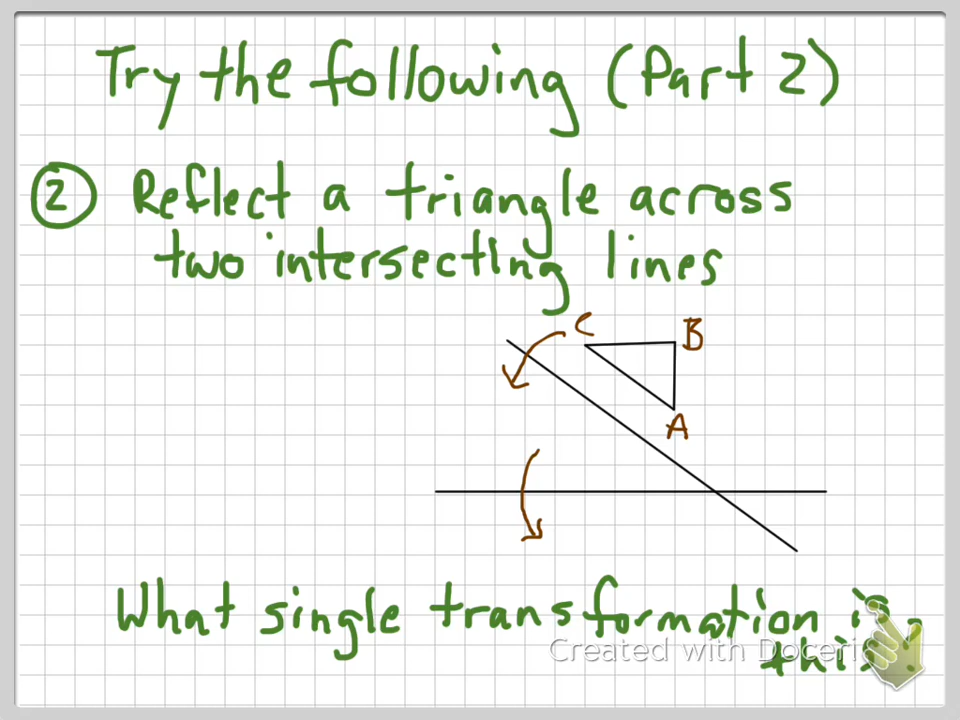 Try the following (Part 2)
② Reflect a triangle across
two intersecting lines
C
B
A
What single transformation is
this
Created with Doceri